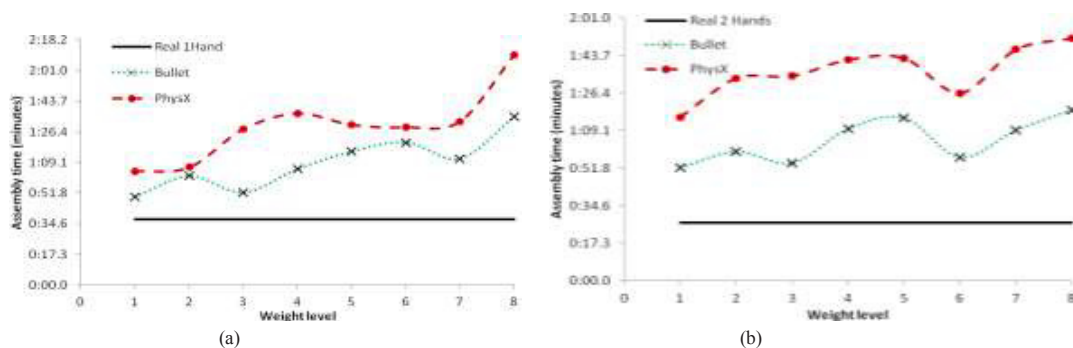 (a)
2:18.2
2:01.0
1:43.7
1:26.4
1:09.1
0:51.8
0:34.6
0:17.3
0:00.0
Assembly time (minutes)
Real 1Hand
Bullet
PhysX
0 1 2 3 4 5 6 7 8
Weight level
(b)
2:01.0
1:43.7
1:26.4
1:09.1
0:51.8
0:34.6
0:17.3
0:00.0
Assembly time (minutes)
Real 2 Hands
Bullet
PhysX
0 1 2 3 4 5 6 7 8
Weight level